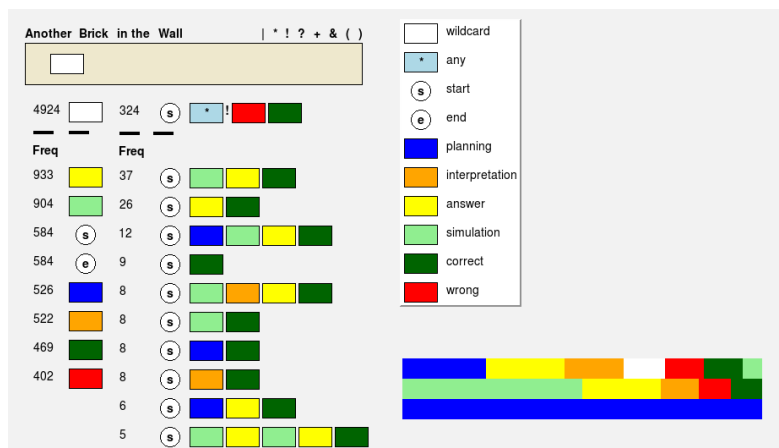 Another Brick in the Wall | * ! ? + & ( )
4924 324 s * !
Freq Freq
933 37 s
904 26 s
584 s 12 s
584 e 9 s
526 8 s
522 8 s
469 8 s
402 8 s
6 s
5 s
wildcard
* any
s start
e end
planning
interpretation
answer
simulation
correct
wrong